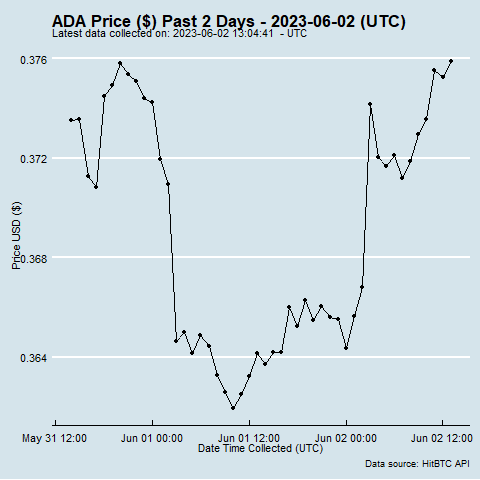 ADA Price ($) Past 2 Days - 2023-06-02 (UTC)
Latest data collected on: 2023-06-02 13:04:41 - UTC
0.376
0.372
0.368
0.364
Price USD ($)
May 31 12:00
Jun 01 00:00
Jun 01 12:00
Jun 02 00:00
Jun 02 12:00
Date Time Collected (UTC)
Data source: HitBTC API